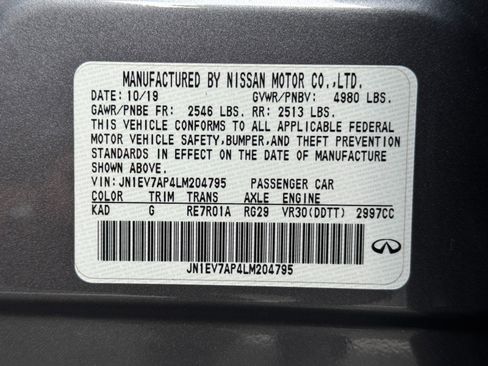 MANUFACTURED BY NISSAN MOTOR CO.,LTD.
DATE: 10/19 GVWR/PNBV: 4980 LBS.
GAWR/PNBE FR: 2546 LBS. RR: 2513 LBS.
THIS VEHICLE CONFORMS TO ALL APPLICABLE FEDERAL
MOTOR VEHICLE SAFETY,BUMPER,AND THEFT PREVENTION
STANDARDS IN EFFECT ON THE DATE OF MANUFACTURE
SHOWN ABOVE.
VIN: JN1EV7AP4LM204795 PASSENGER CAR
COLOR TRIM TRANS AXLE ENGINE
KAD G RE7R01A RG29 VR30(DDTT) 2997CC
JN1EV7AP4LM204795